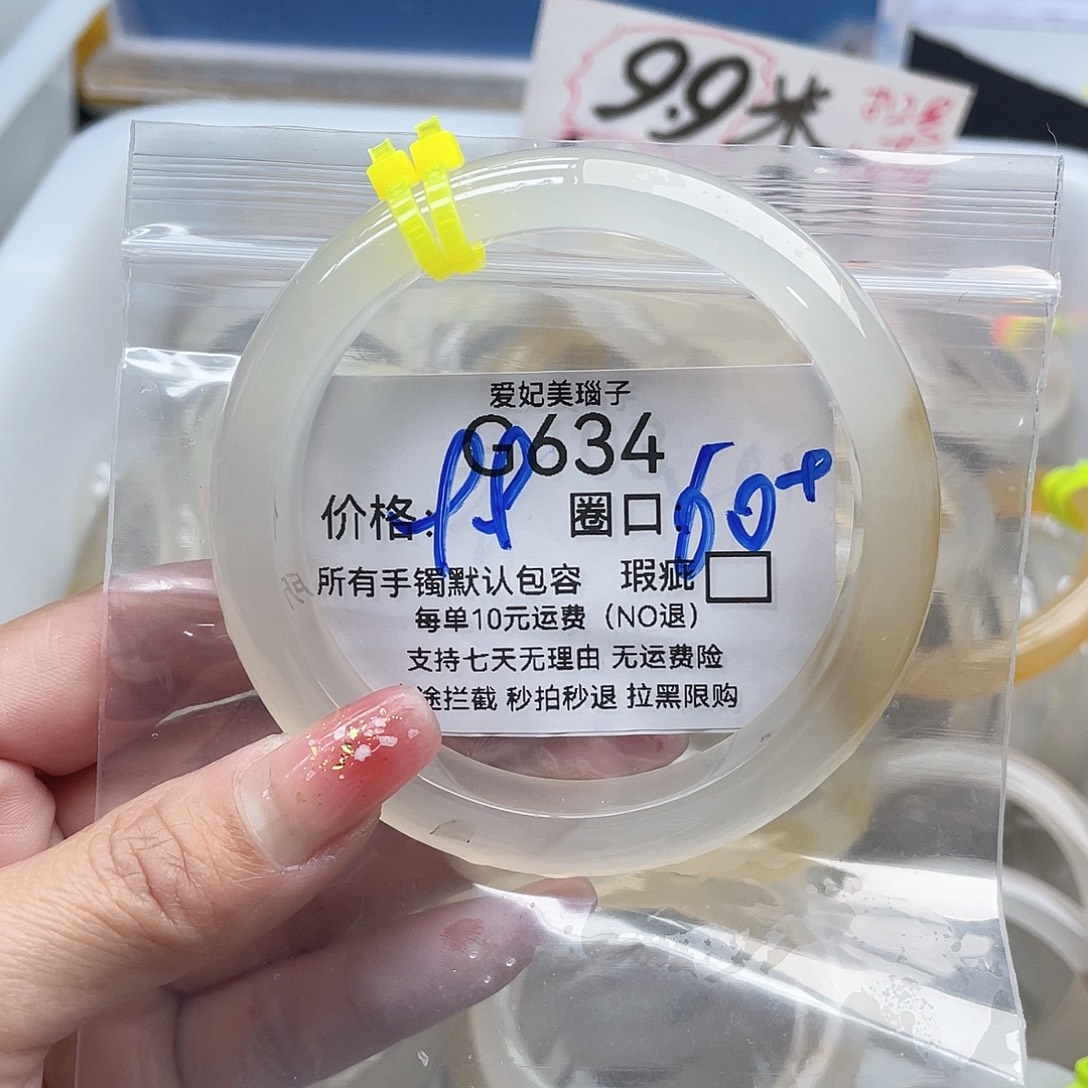 9.9米
爱妃美瑙子
G634
价格: 99 圈口: 60+
所有手镯默认包容 瑕疵
每单10元运费（NO退）
支持七天无理由 无运费险
途拦截 秒拍秒退 拉黑限购